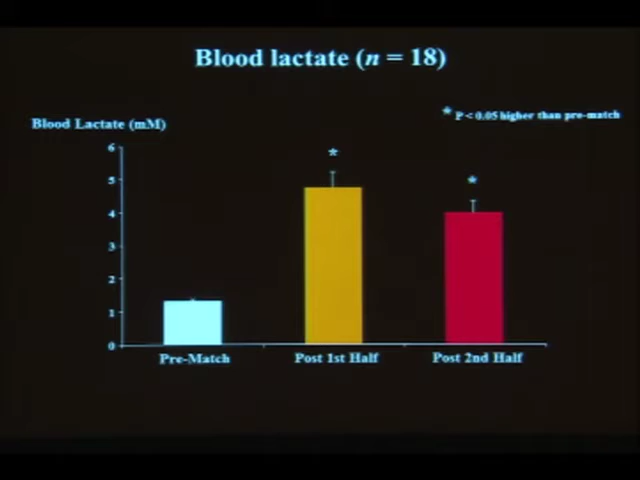 Blood lactate (n = 18)
* P < 0.05 higher than pre-match
Blood Lactate (mM)
6
*
5
*
4
3
2
1
0
Pre-Match Post 1st Half Post 2nd Half